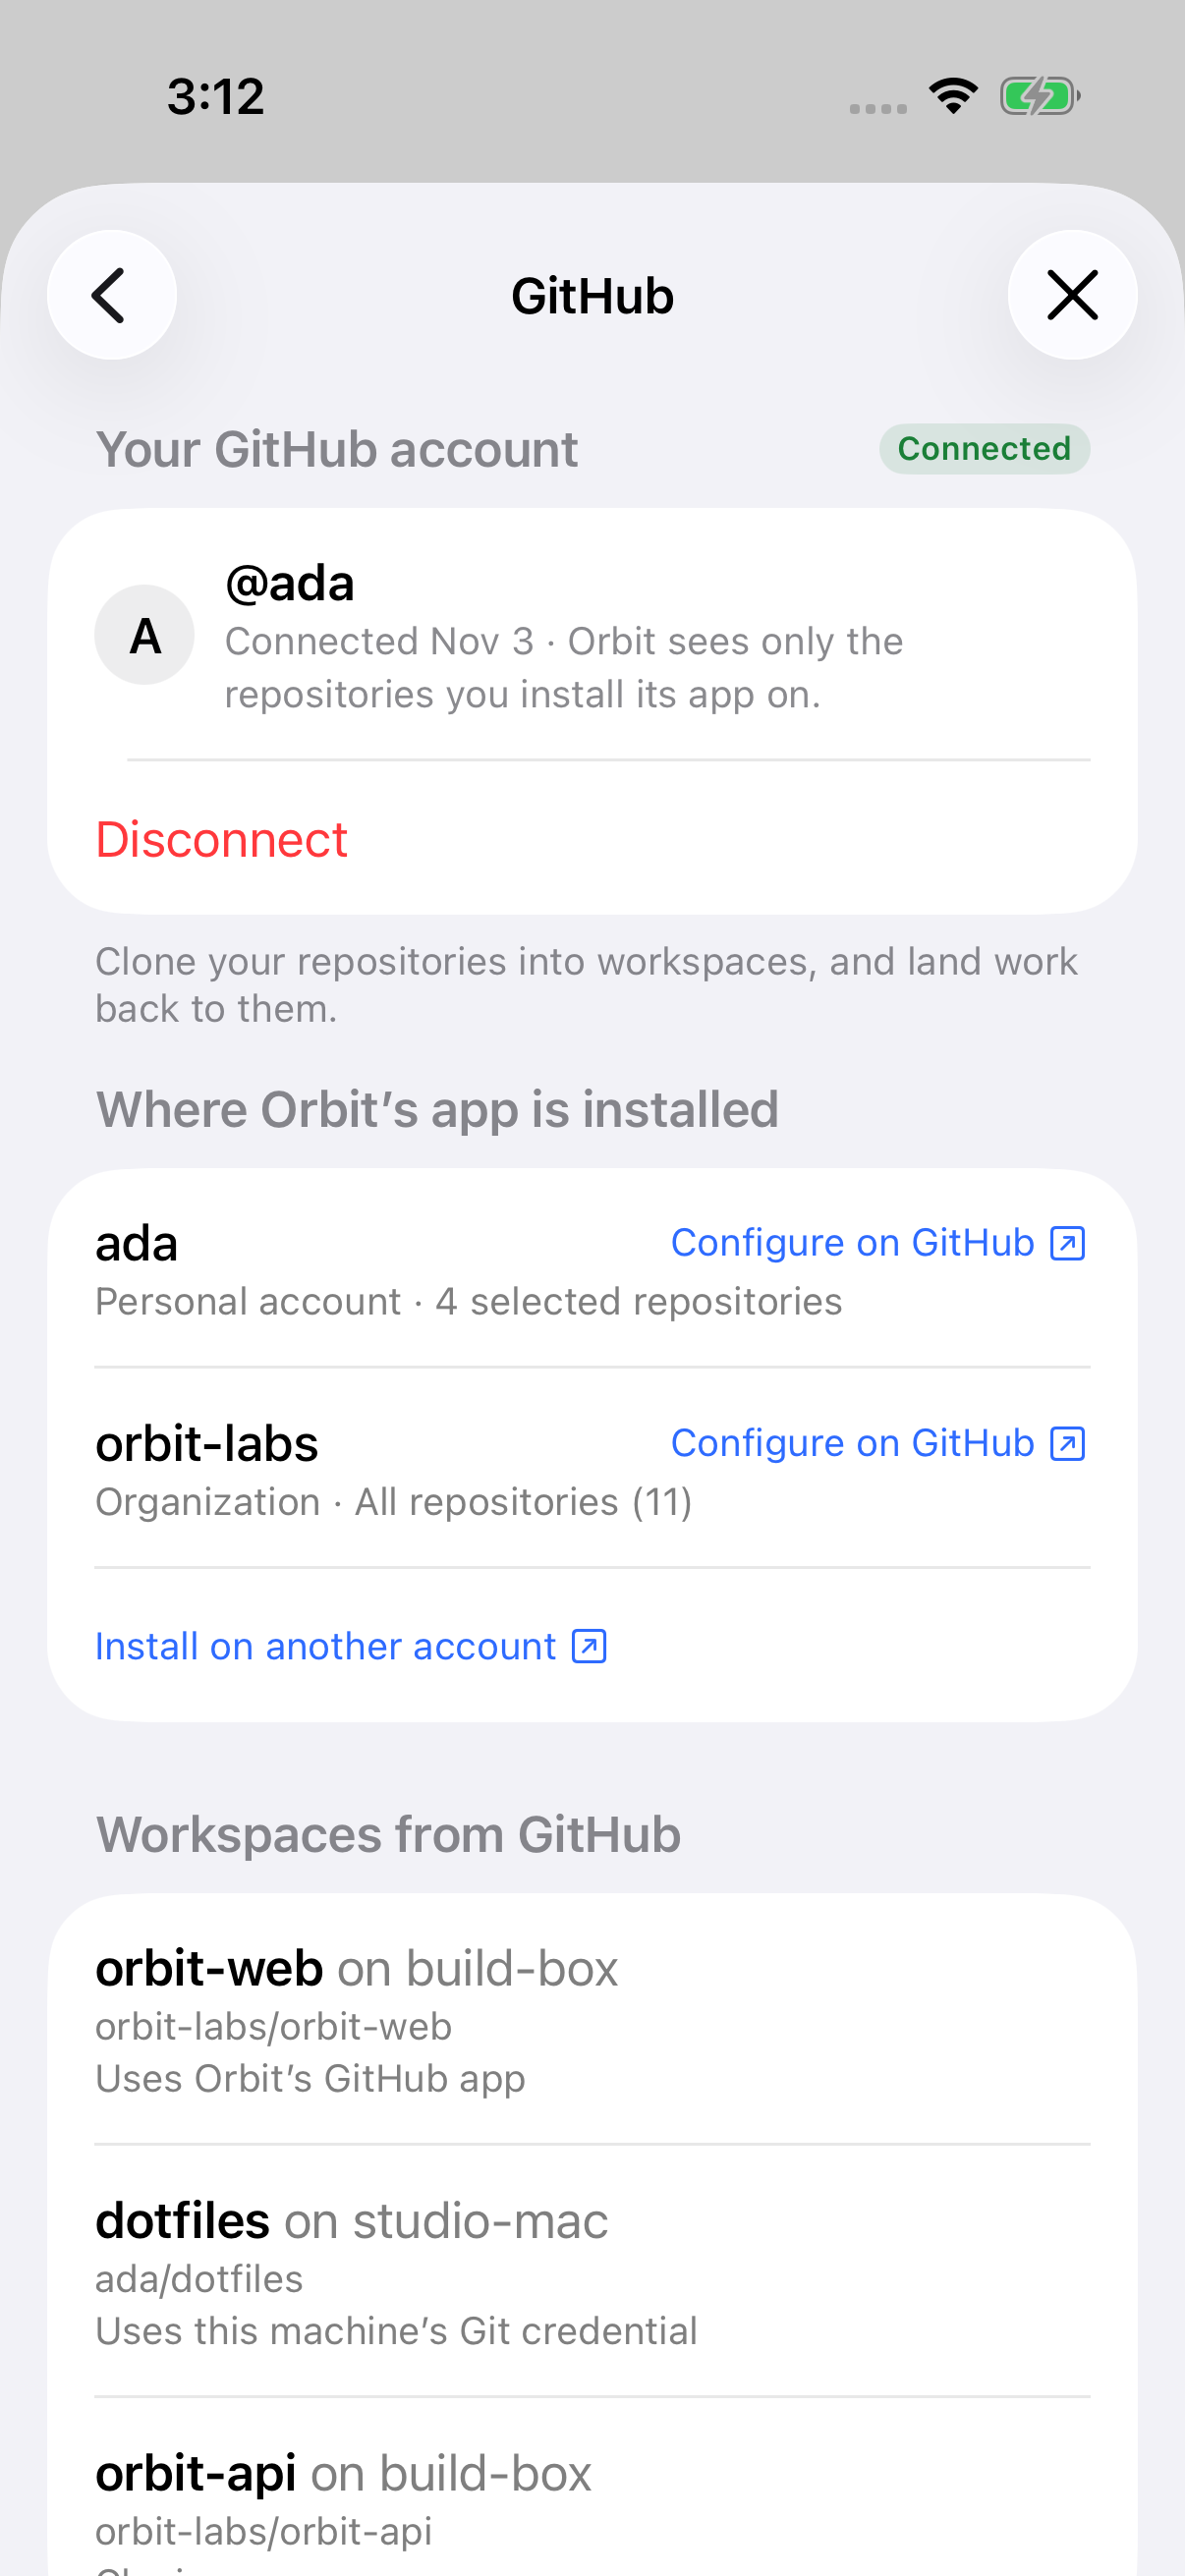 3:12
GitHub
Your GitHub account
Connected
A
@ada
Connected Nov 3 · Orbit sees only the
repositories you install its app on.
Disconnect
Clone your repositories into workspaces, and land work
back to them.
Where Orbit’s app is installed
ada
Configure on GitHub
Personal account · 4 selected repositories
orbit-labs
Configure on GitHub
Organization · All repositories (11)
Install on another account
Workspaces from GitHub
orbit-web on build-box
orbit-labs/orbit-web
Uses Orbit’s GitHub app
dotfiles on studio-mac
ada/dotfiles
Uses this machine’s Git credential
orbit-api on build-box
orbit-labs/orbit-api